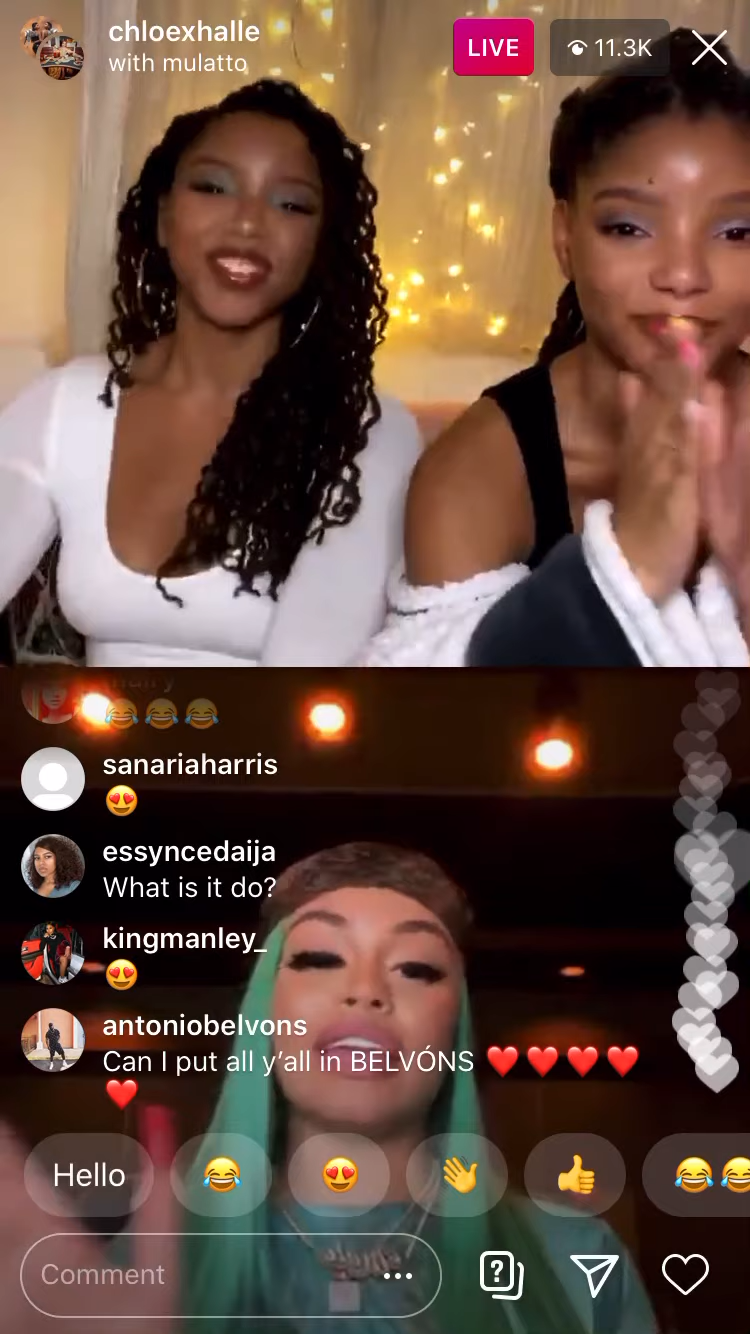 chloexhalle
with mulatto
LIVE
11.3K
😂😂😂
sanariaharris
😍
essyncedaija
What is it do?
kingmanley_
😍
antoniobelvons
Can I put all y’all in BELVÓNS ❤️❤️❤️❤️
❤️
Hello 😂 😍 👋 👍 😂😂
Comment